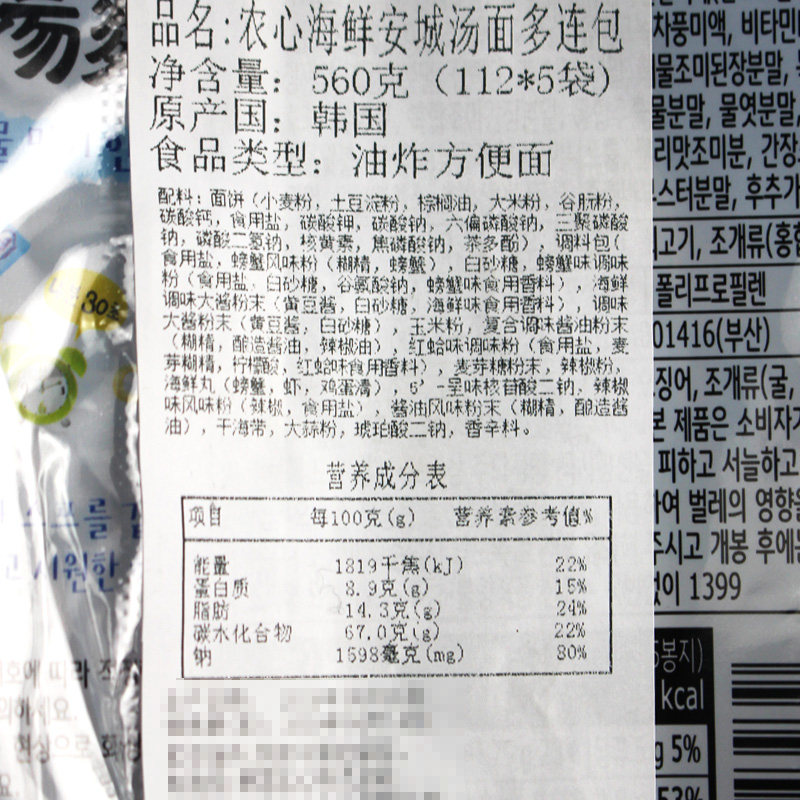 品名:农心海鲜安城汤面多连包
净含量：560克（112*5袋）
原产国：韩国
食品类型：油炸方便面
配料：面饼（小麦粉，土豆淀粉，棕榈油，大米粉，谷朊粉，
碳酸钙，食用盐，碳酸钾，碳酸钠，六偏磷酸钠，三聚磷酸
钠，磷酸二氢钠，核黄素，焦磷酸钠，茶多酚），调料包（
食用盐，螃蟹风味粉（糊精，螃蟹），白砂糖，螃蟹味调味
粉（食用盐，白砂糖，谷氨酸钠，螃蟹味食用香料），海鲜
调味大酱粉末（黄豆酱，白砂糖，海鲜味食用香料），调味
大酱粉末（黄豆酱，白砂糖），玉米粉，复合调味酱油粉末
（糊精，酿造酱油，辣椒油），红蛤味调味粉（食用盐，麦
芽糊精，柠檬酸，红蛤味食用香料），麦芽糖粉末，辣椒粉，
海鲜丸（螃蟹，虾，鸡蛋清），5’-呈味核苷酸二钠，辣椒
味风味粉（辣椒，食用盐），酱油风味粉末（糊精，酿造酱
油），干海带，大蒜粉，琥珀酸二钠，香辛料。
营养成分表
项目 每100克(g) 营养素参考值%
能量 1819千焦(kJ) 22%
蛋白质 8.9克(g) 15%
脂肪 14.3克(g) 24%
碳水化合物 67.0克(g) 22%
钠 1598毫克(mg) 80%
차풍미액, 비타민
물조미된장분말,
물분말, 물엿분말,
리맛조미분, 간장
스터분말, 후추가
고기, 조개류(홍합
폴리프로필렌
01416(부산)
징어, 조개류(굴,
본 제품은 소비자기
피하고 서늘하고
하여 벌레의 영향을
주시고 개봉 후에는
없이 1399
5봉지)
kcal
g 5%
53%